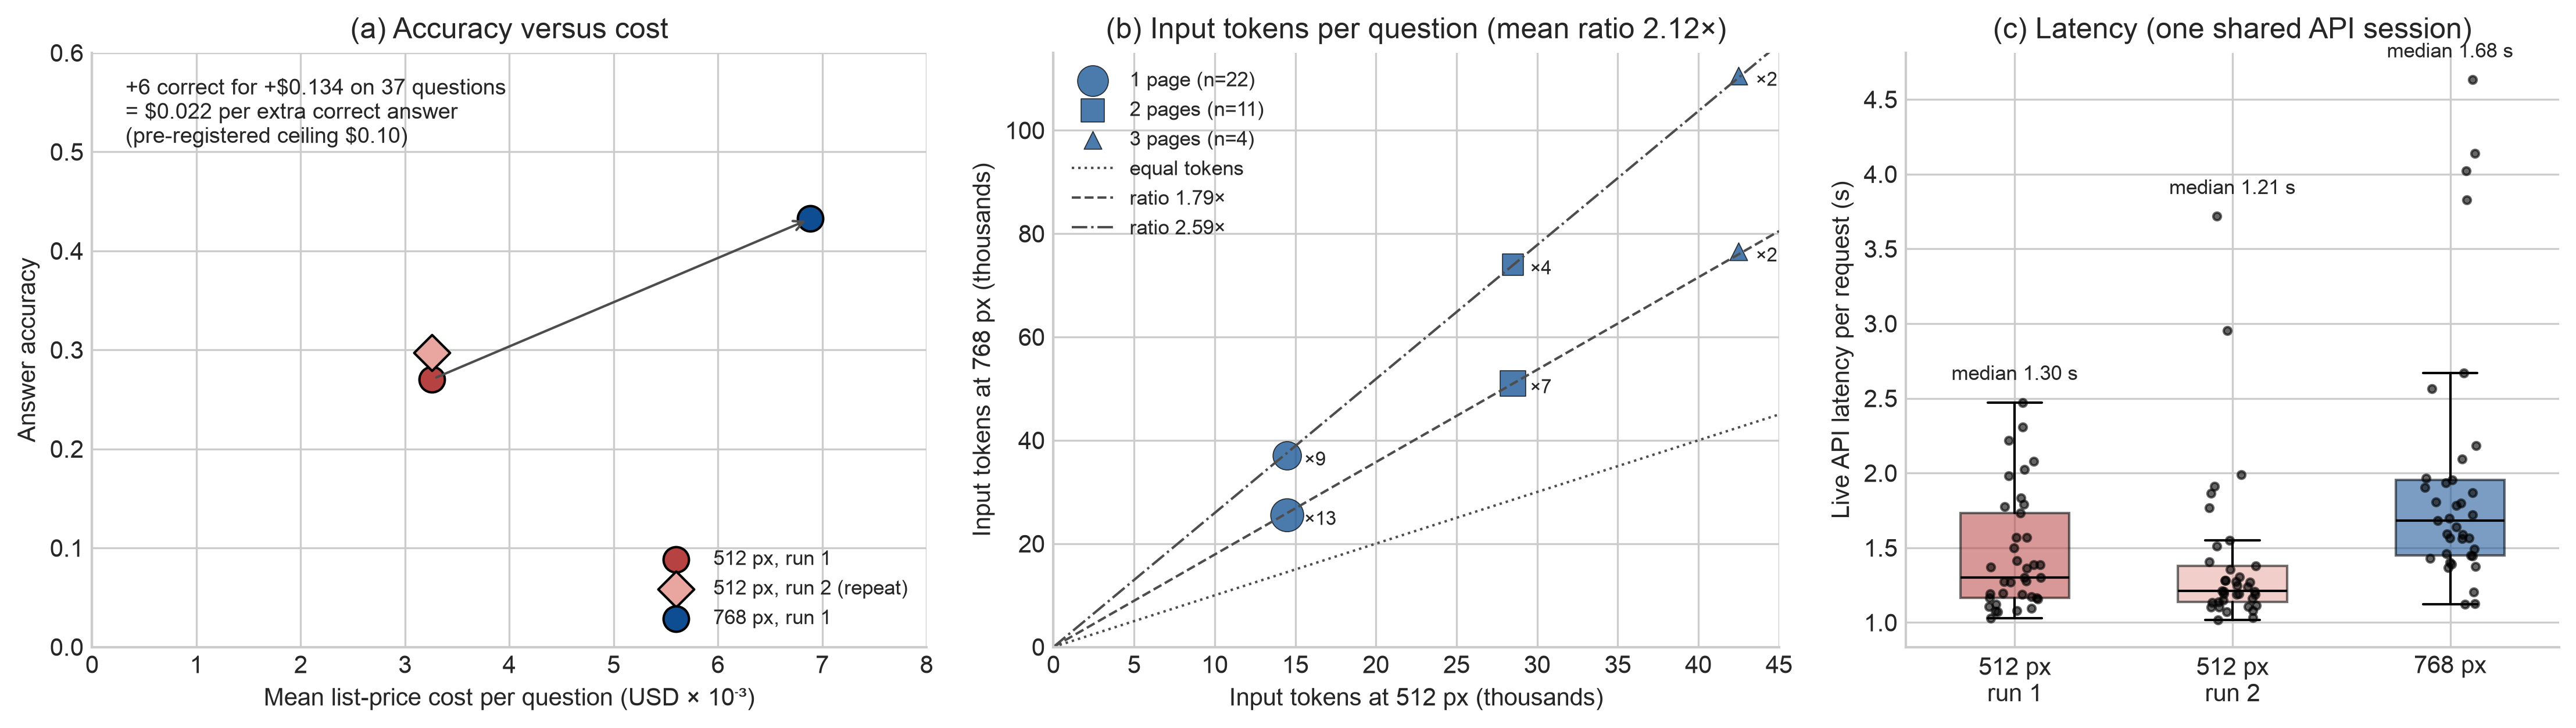 (a) Accuracy versus cost
Answer accuracy
0.6
0.5
0.4
0.3
0.2
0.1
0.0
+6 correct for +$0.134 on 37 questions
= $0.022 per extra correct answer
(pre-registered ceiling $0.10)
512 px, run 1
512 px, run 2 (repeat)
768 px, run 1
0 1 2 3 4 5 6 7 8
Mean list-price cost per question (USD × 10⁻³)
(b) Input tokens per question (mean ratio 2.12×)
Input tokens at 768 px (thousands)
100
80
60
40
20
0
1 page (n=22)
2 pages (n=11)
3 pages (n=4)
equal tokens
ratio 1.79×
ratio 2.59×
×2
×4
×2
×7
×9
×13
0 5 10 15 20 25 30 35 40 45
Input tokens at 512 px (thousands)
(c) Latency (one shared API session)
Live API latency per request (s)
4.5
4.0
3.5
3.0
2.5
2.0
1.5
1.0
median 1.30 s
median 1.21 s
median 1.68 s
512 px
run 1
512 px
run 2
768 px